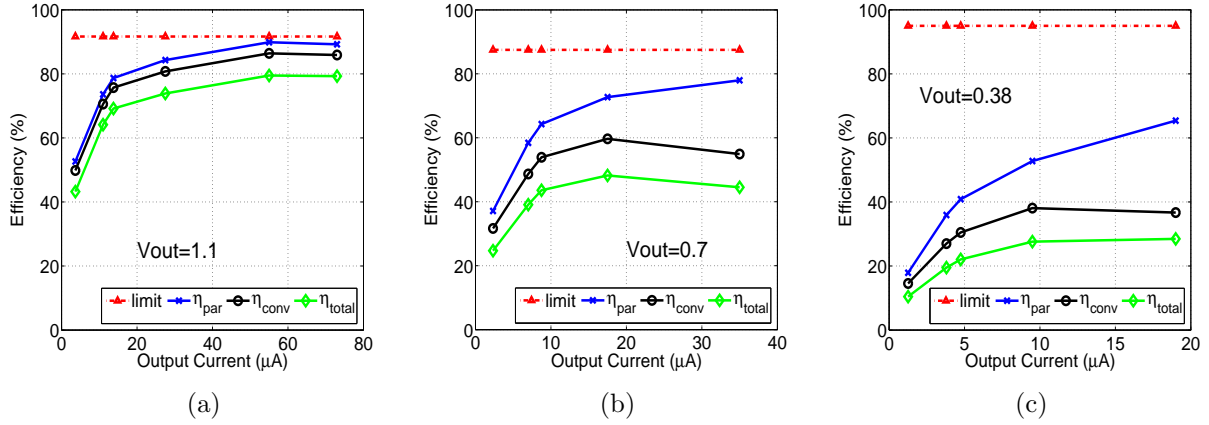 100
80
60
40
20
0
Efficiency (%)
Vout=1.1
limit η_par η_conv η_total
0 20 40 60 80
Output Current (μA)
(a)
100
80
60
40
20
0
Efficiency (%)
Vout=0.7
limit η_par η_conv η_total
0 10 20 30 40
Output Current (μA)
(b)
100
80
60
40
20
0
Efficiency (%)
Vout=0.38
limit η_par η_conv η_total
0 5 10 15 20
Output Current (μA)
(c)